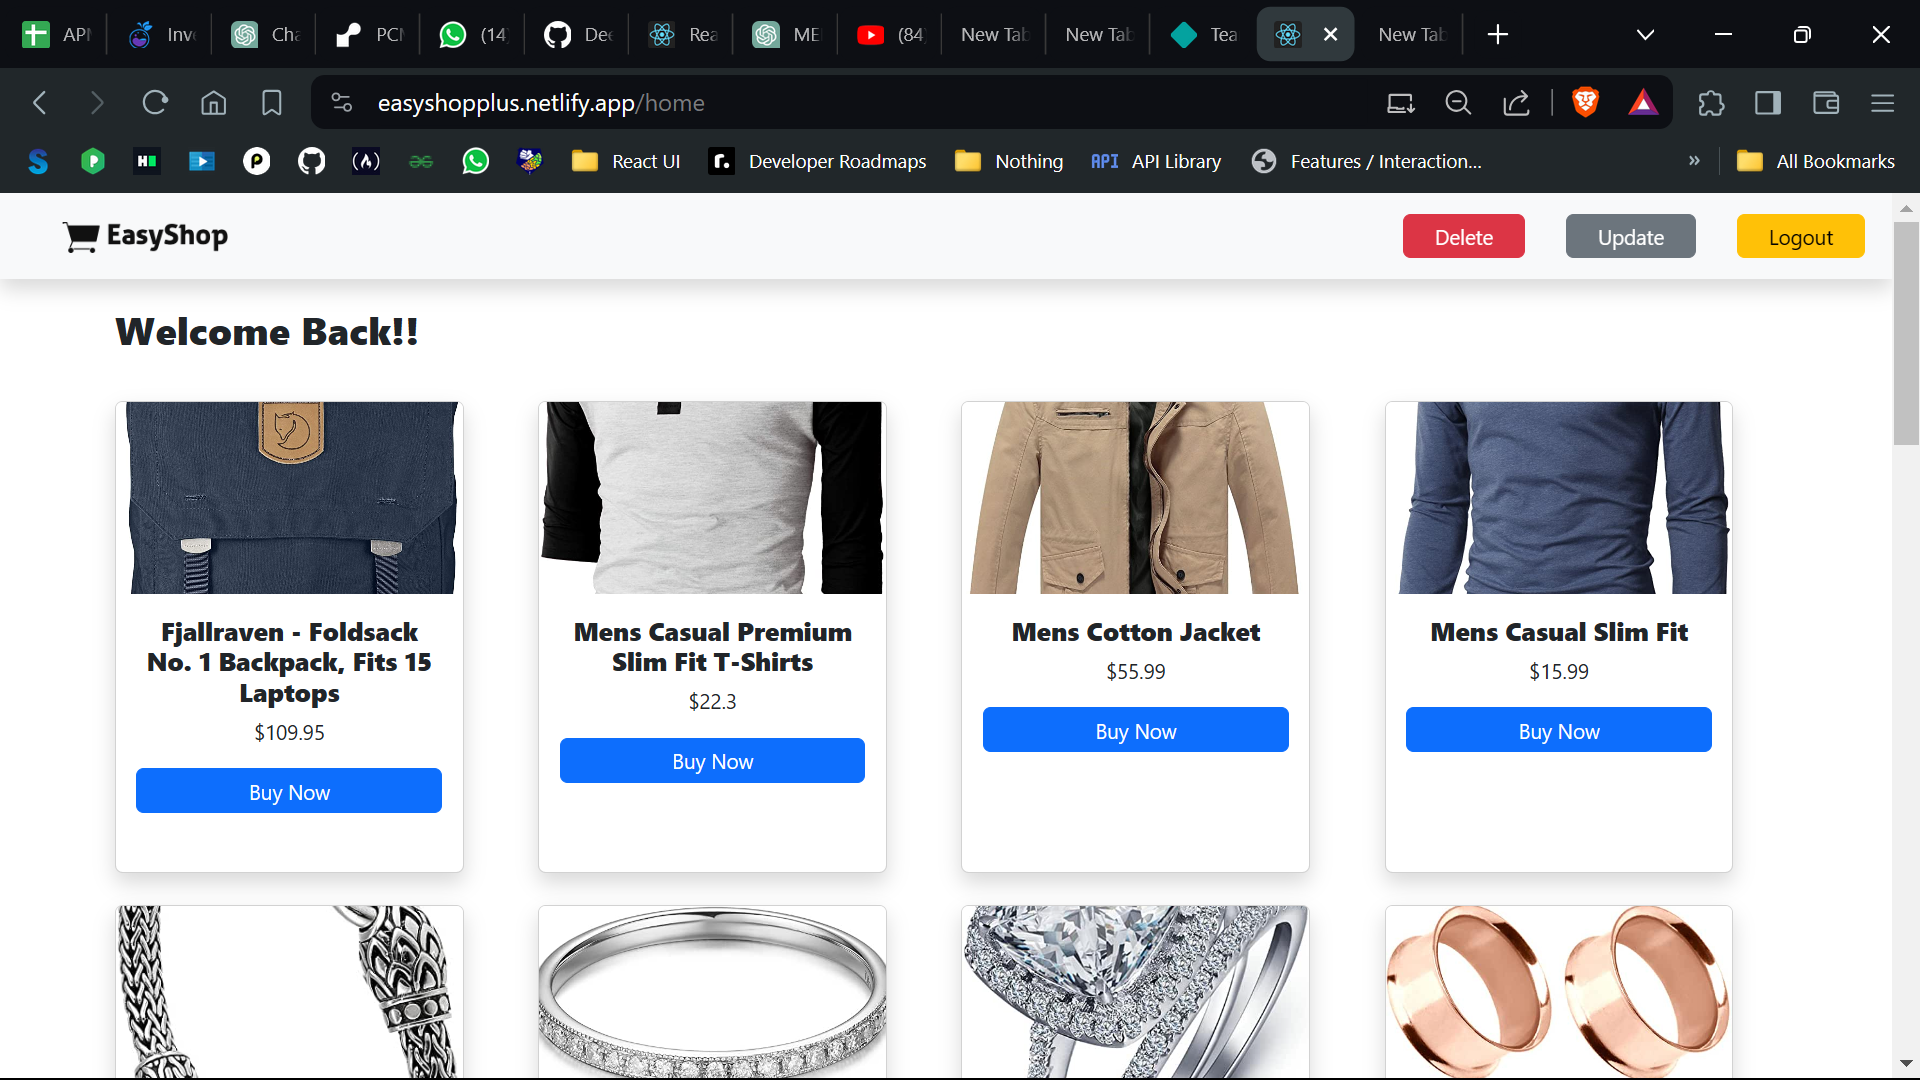 APN
Inv
Cha
PCM
(14
Dee
Rea
ME
(84
New Tab
New Tab
Tea
New Tab
easyshopplus.netlify.app/home
React UI
Developer Roadmaps
Nothing
API API Library
Features / Interaction...
»
All Bookmarks
EasyShop
Delete
Update
Logout
Welcome Back!!
Fjallraven - Foldsack
No. 1 Backpack, Fits 15
Laptops
$109.95
Buy Now
Mens Casual Premium
Slim Fit T-Shirts
$22.3
Buy Now
Mens Cotton Jacket
$55.99
Buy Now
Mens Casual Slim Fit
$15.99
Buy Now